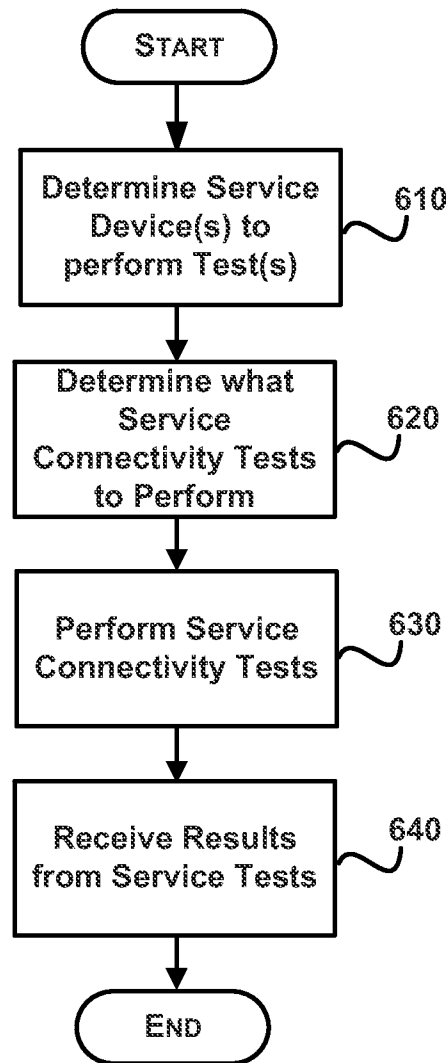 START
Determine Service
Device(s) to
perform Test(s)
610
Determine what
Service
Connectivity Tests
to Perform
620
Perform Service
Connectivity Tests
630
Receive Results
from Service Tests
640
END